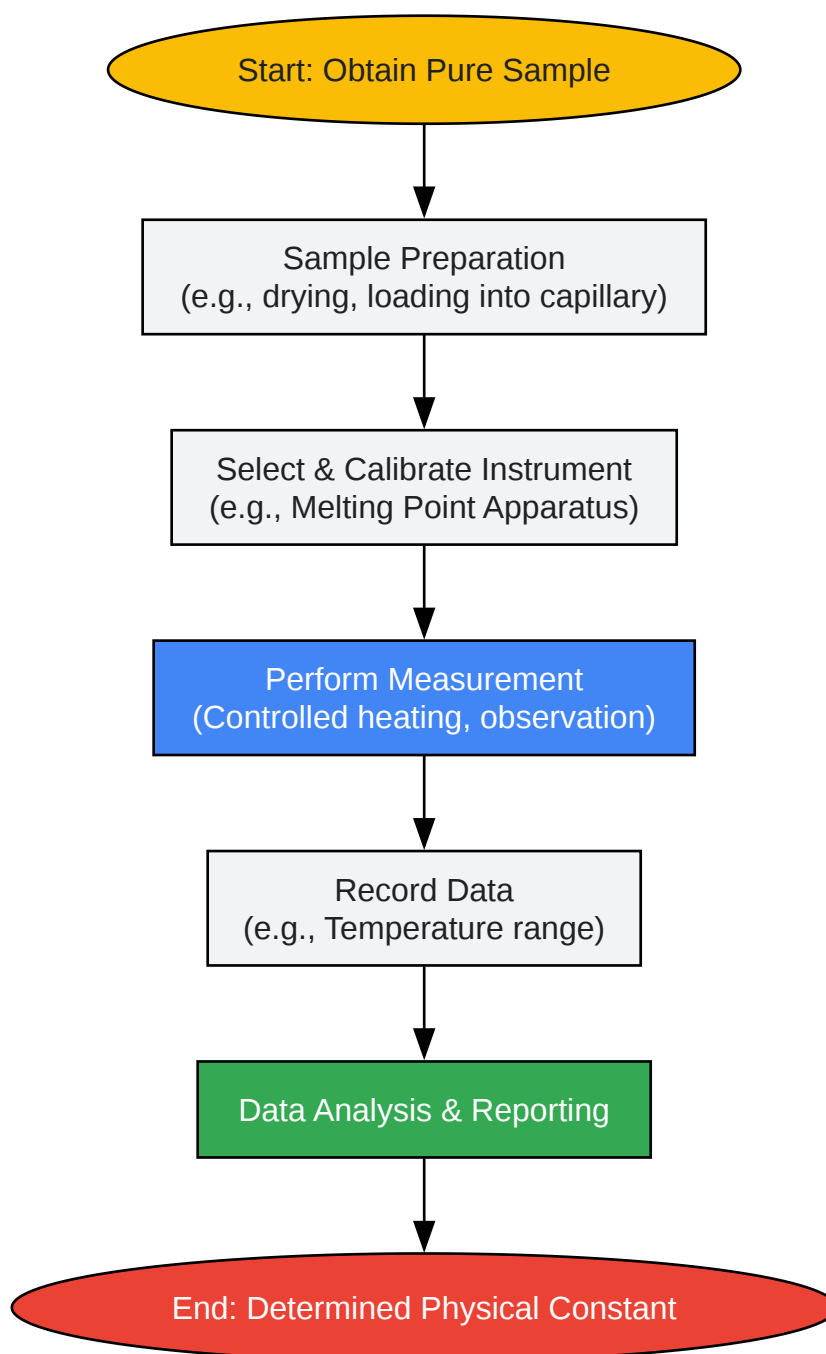 Start: Obtain Pure Sample
Sample Preparation
(e.g., drying, loading into capillary)
Select & Calibrate Instrument
(e.g., Melting Point Apparatus)
Perform Measurement
(Controlled heating, observation)
Record Data
(e.g., Temperature range)
Data Analysis & Reporting
End: Determined Physical Constant